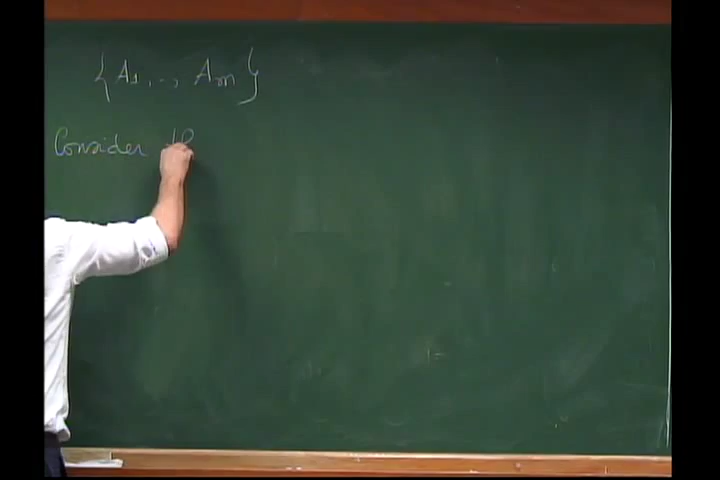 {A1, .., Am}
Consider